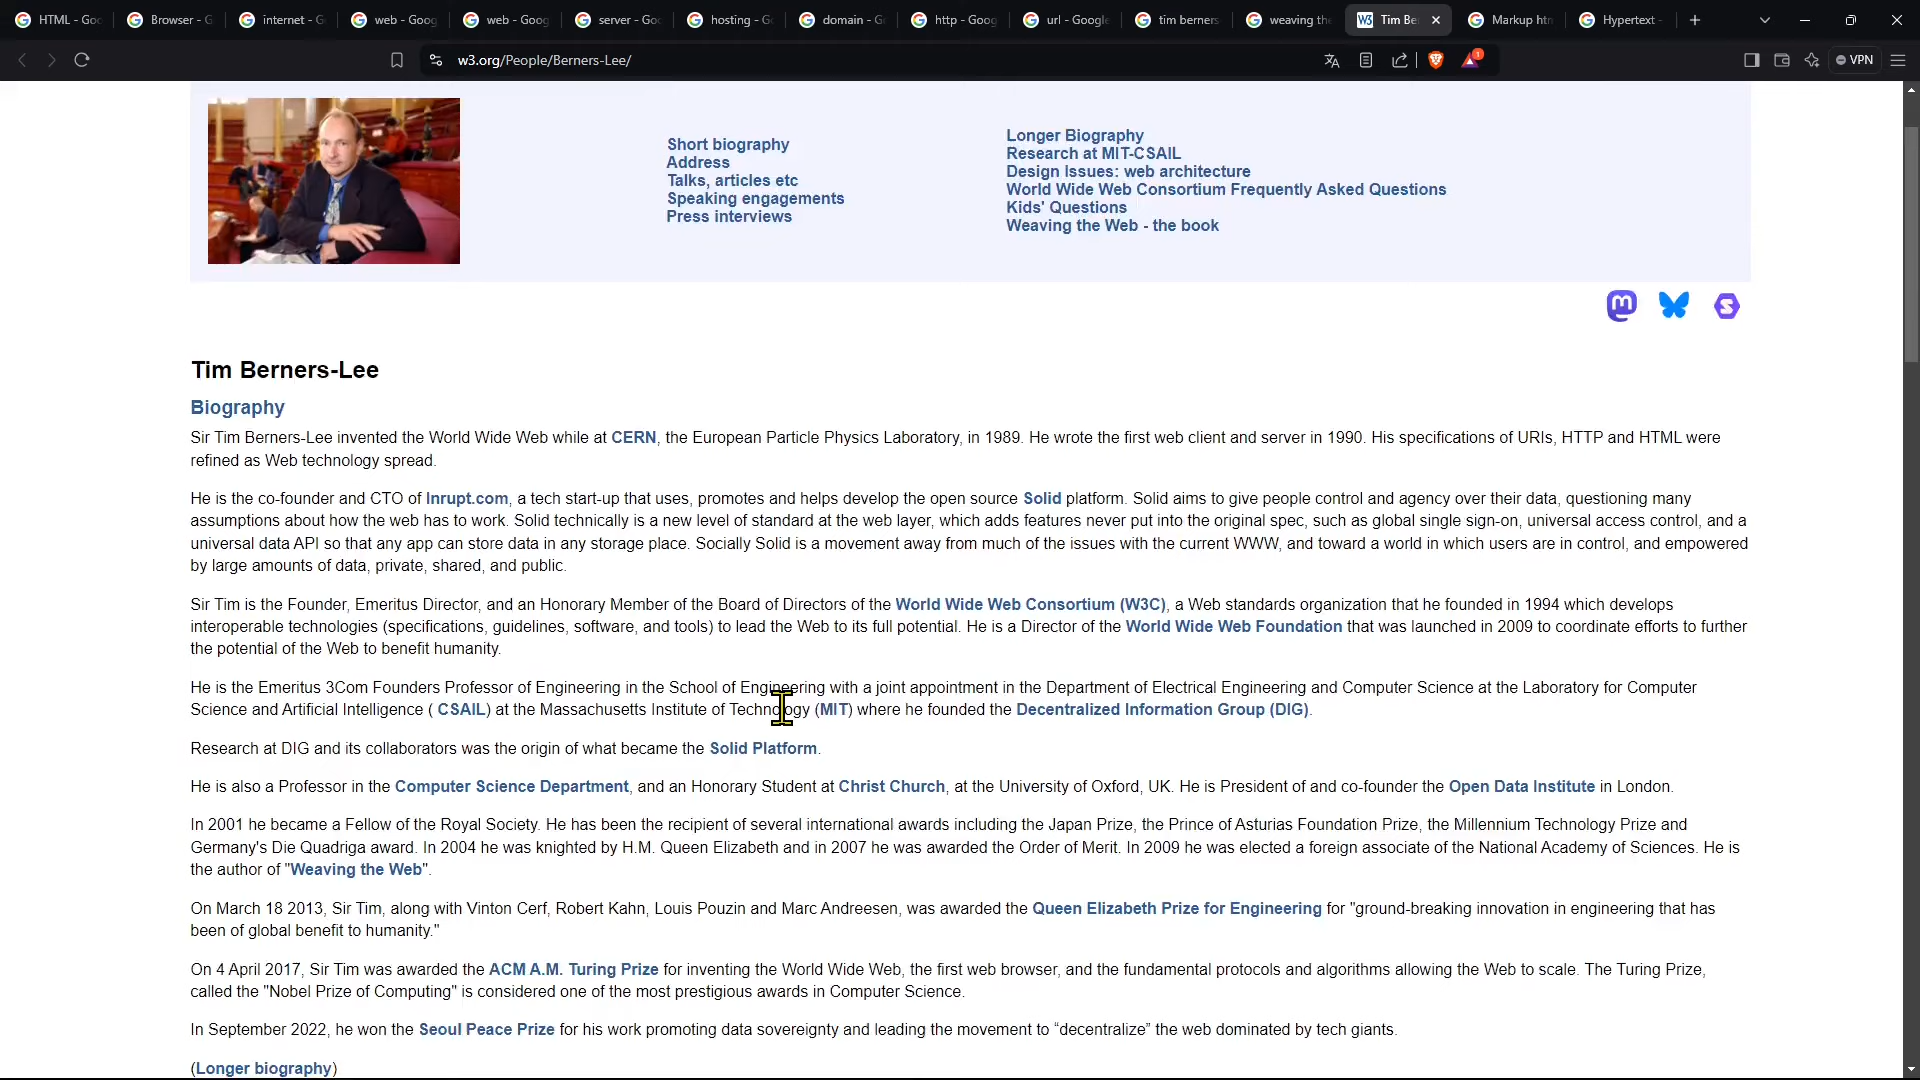 HTML - Goo
Browser - G
internet - G
web - Goog
web - Goog
server - Goo
hosting - G
domain - G
http - Goog
url - Google
tim berners
weaving the
W3
Tim Be
Markup htm
Hypertext -
w3.org/People/Berners-Lee/
1
VPN
Short biography
Address
Talks, articles etc
Speaking engagements
Press interviews
Longer Biography
Research at MIT-CSAIL
Design Issues: web architecture
World Wide Web Consortium Frequently Asked Questions
Kids' Questions
Weaving the Web - the book
Tim Berners-Lee
Biography
Sir Tim Berners-Lee invented the World Wide Web while at CERN, the European Particle Physics Laboratory, in 1989. He wrote the first web client and server in 1990. His specifications of URIs, HTTP and HTML were
refined as Web technology spread.
He is the co-founder and CTO of Inrupt.com, a tech start-up that uses, promotes and helps develop the open source Solid platform. Solid aims to give people control and agency over their data, questioning many
assumptions about how the web has to work. Solid technically is a new level of standard at the web layer, which adds features never put into the original spec, such as global single sign-on, universal access control, and a
universal data API so that any app can store data in any storage place. Socially Solid is a movement away from much of the issues with the current WWW, and toward a world in which users are in control, and empowered
by large amounts of data, private, shared, and public.
Sir Tim is the Founder, Emeritus Director, and an Honorary Member of the Board of Directors of the World Wide Web Consortium (W3C), a Web standards organization that he founded in 1994 which develops
interoperable technologies (specifications, guidelines, software, and tools) to lead the Web to its full potential. He is a Director of the World Wide Web Foundation that was launched in 2009 to coordinate efforts to further
the potential of the Web to benefit humanity.
He is the Emeritus 3Com Founders Professor of Engineering in the School of Engineering with a joint appointment in the Department of Electrical Engineering and Computer Science at the Laboratory for Computer
Science and Artificial Intelligence ( CSAIL) at the Massachusetts Institute of Technology (MIT) where he founded the Decentralized Information Group (DIG).
Research at DIG and its collaborators was the origin of what became the Solid Platform.
He is also a Professor in the Computer Science Department, and an Honorary Student at Christ Church, at the University of Oxford, UK. He is President of and co-founder the Open Data Institute in London.
In 2001 he became a Fellow of the Royal Society. He has been the recipient of several international awards including the Japan Prize, the Prince of Asturias Foundation Prize, the Millennium Technology Prize and
Germany's Die Quadriga award. In 2004 he was knighted by H.M. Queen Elizabeth and in 2007 he was awarded the Order of Merit. In 2009 he was elected a foreign associate of the National Academy of Sciences. He is
the author of "Weaving the Web".
On March 18 2013, Sir Tim, along with Vinton Cerf, Robert Kahn, Louis Pouzin and Marc Andreesen, was awarded the Queen Elizabeth Prize for Engineering for "ground-breaking innovation in engineering that has
been of global benefit to humanity."
On 4 April 2017, Sir Tim was awarded the ACM A.M. Turing Prize for inventing the World Wide Web, the first web browser, and the fundamental protocols and algorithms allowing the Web to scale. The Turing Prize,
called the "Nobel Prize of Computing" is considered one of the most prestigious awards in Computer Science.
In September 2022, he won the Seoul Peace Prize for his work promoting data sovereignty and leading the movement to “decentralize” the web dominated by tech giants.
(Longer biography)